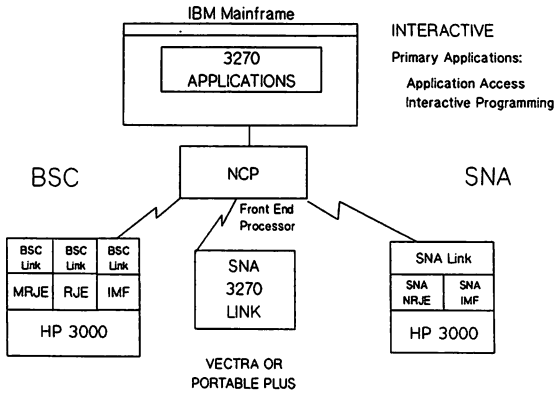 IBM Mainframe
3270
APPLICATIONS
INTERACTIVE
Primary Applications:
Application Access
Interactive Programming
BSC
NCP
SNA
Front End
Processor
BSC
Link
BSC
Link
BSC
Link
MRJE
RJE
IMF
HP 3000
SNA
3270
LINK
VECTRA OR
PORTABLE PLUS
SNA Link
SNA
NRJE
SNA
IMF
HP 3000